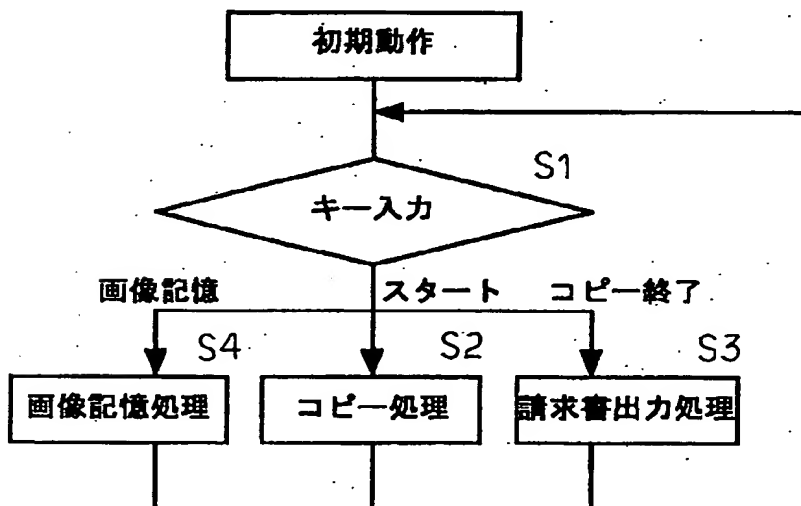 初期動作
S1
キー入力
画像記憶 スタート コピー終了
S4 S2 S3
画像記憶処理 コピー処理 請求書出力処理